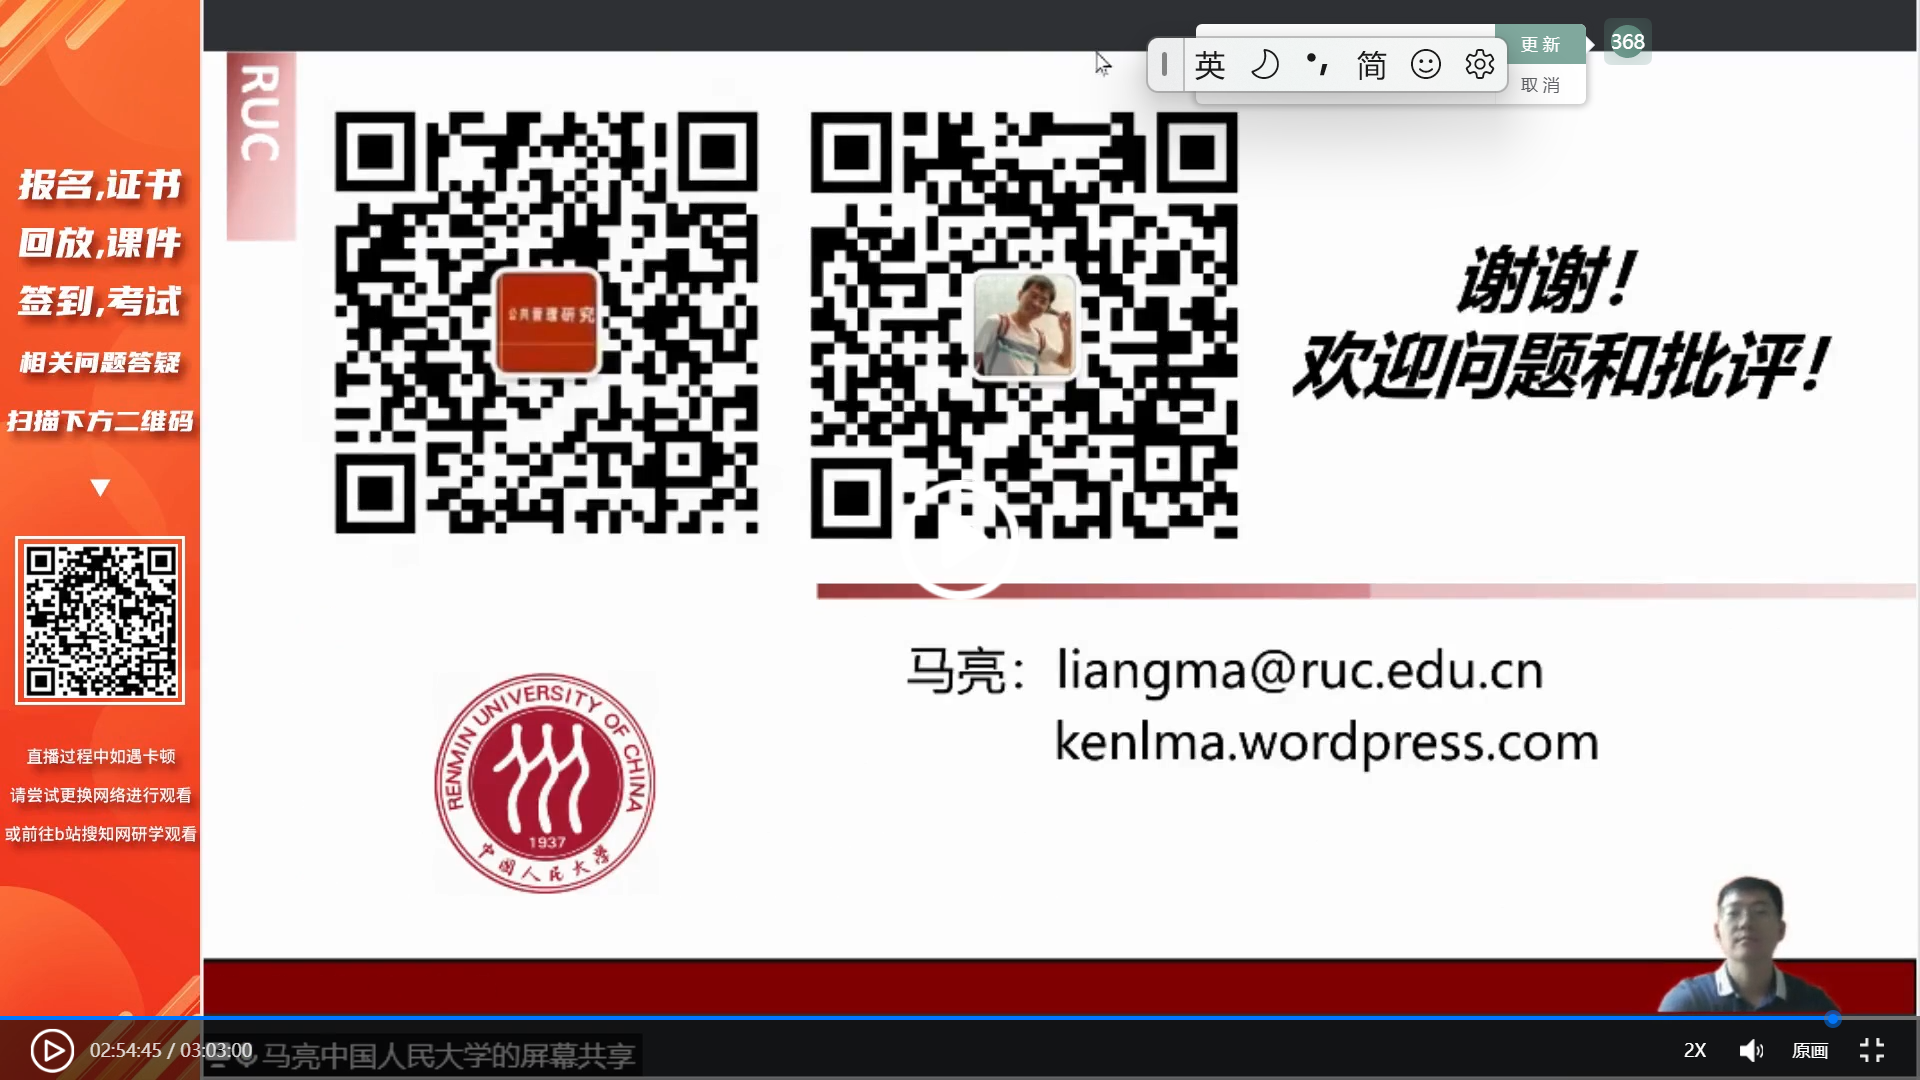 报名,证书
回放,课件
签到,考试
相关问题答疑
扫描下方二维码
直播过程中如遇卡顿
请尝试更换网络进行观看
或前往b站搜知网研学观看
RUC
英
简
更新
取消
368
公共管理研究
谢谢！
欢迎问题和批评！
马亮：liangma@ruc.edu.cn
kenlma.wordpress.com
RENMIN UNIVERSITY OF CHINA
1937
中国人民大学
02:54:45 / 03:03:00
马亮中国人民大学的屏幕共享
2X
原画